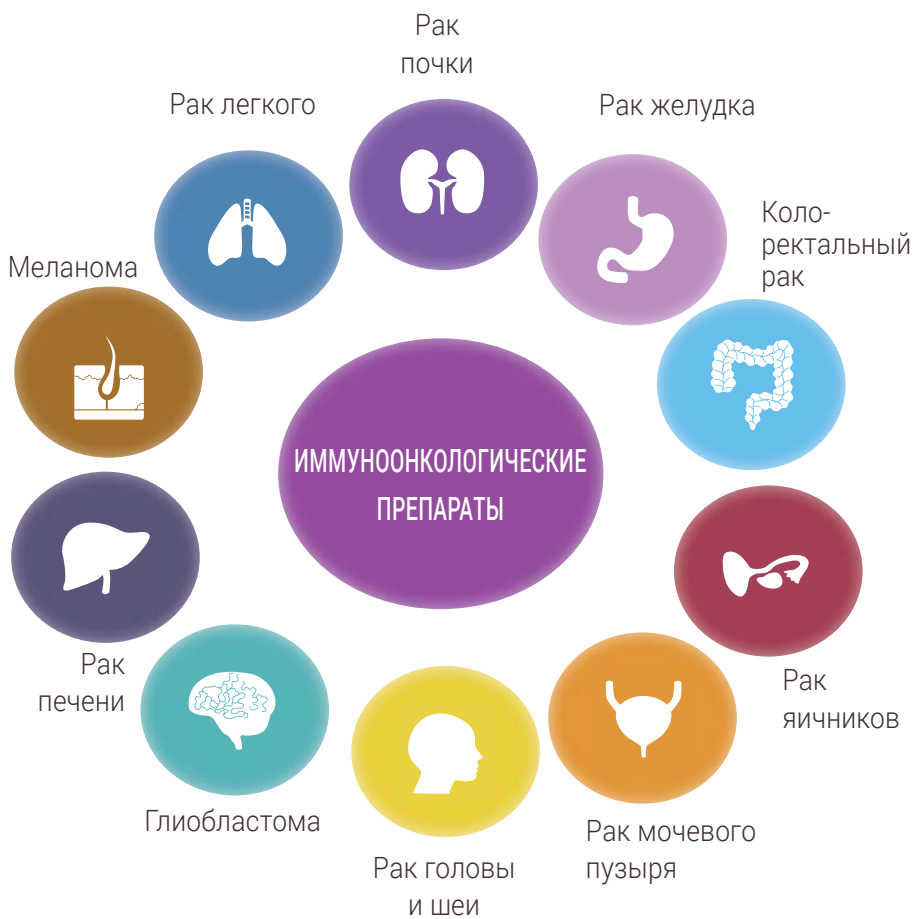 Рак
почки
Рак легкого
Рак желудка
Коло-
ректальный
рак
Меланома
ИММУНООНКОЛОГИЧЕСКИЕ
ПРЕПАРАТЫ
Рак
печени
Рак
яичников
Глиобластома
Рак мочевого
пузыря
Рак головы
и шеи